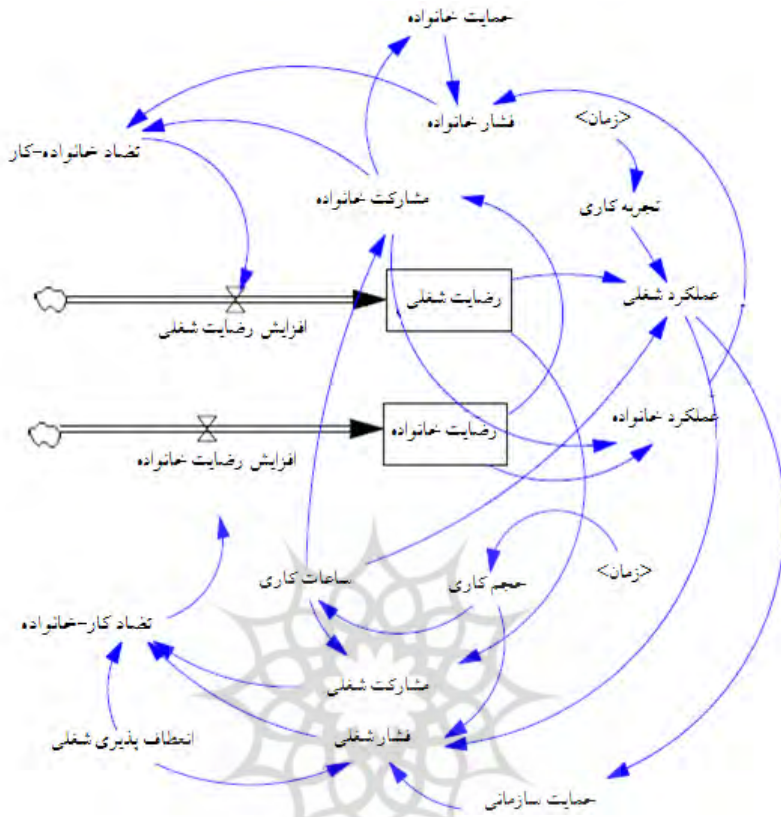 حمایت خانواده
فشار خانواده
<زمان>
تضاد خانواده-کار
مشارکت خانواده
تجربه کاری
رضایت شغلی
عملکرد شغلی
افزایش رضایت شغلی
عملکرد خانواده
رضایت خانواده
افزایش رضایت خانواده
ساعات کاری
حجم کاری
<زمان>
تضاد کار-خانواده
مشارکت شغلی
فشار شغلی
انعطاف پذیری شغلی
حمایت سازمانی